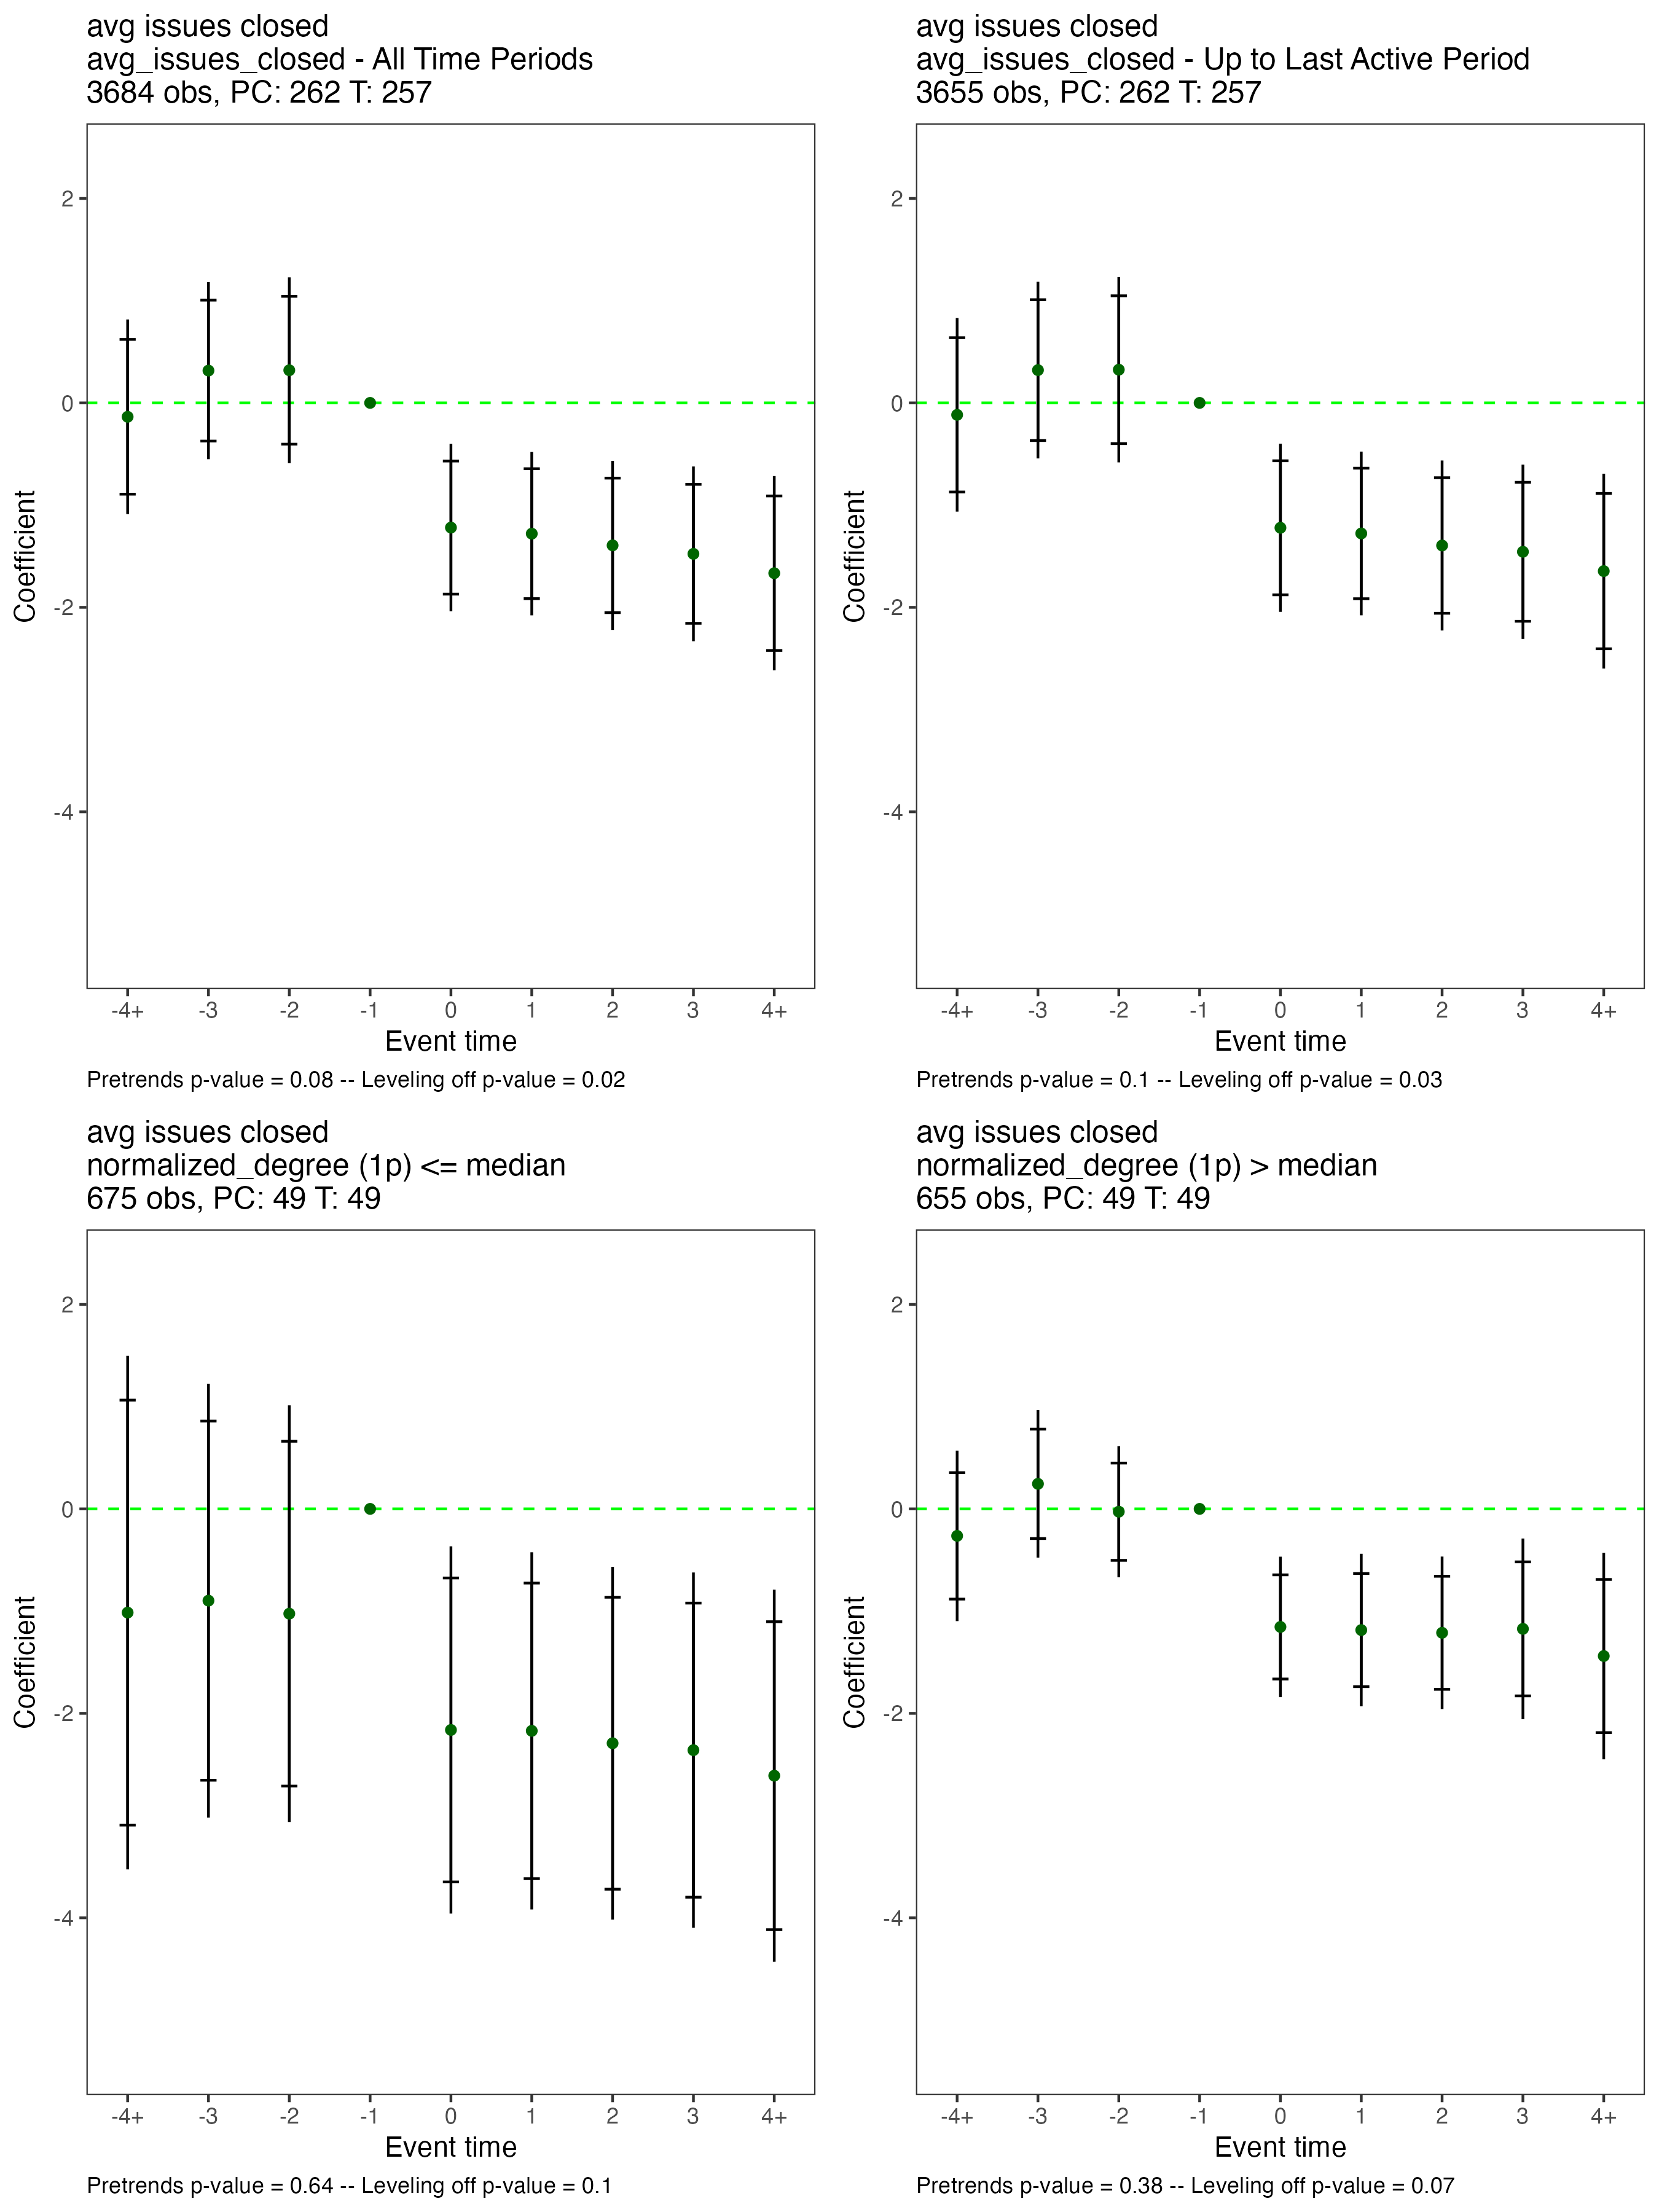 avg issues closed
avg_issues_closed - All Time Periods
3684 obs, PC: 262 T: 257
2
0
-2
-4
Coefficient
-4+ -3 -2 -1 0 1 2 3 4+
Event time
Pretrends p-value = 0.08 -- Leveling off p-value = 0.02
avg issues closed
avg_issues_closed - Up to Last Active Period
3655 obs, PC: 262 T: 257
2
0
-2
-4
Coefficient
-4+ -3 -2 -1 0 1 2 3 4+
Event time
Pretrends p-value = 0.1 -- Leveling off p-value = 0.03
avg issues closed
normalized_degree (1p) <= median
675 obs, PC: 49 T: 49
2
0
-2
-4
Coefficient
-4+ -3 -2 -1 0 1 2 3 4+
Event time
Pretrends p-value = 0.64 -- Leveling off p-value = 0.1
avg issues closed
normalized_degree (1p) > median
655 obs, PC: 49 T: 49
2
0
-2
-4
Coefficient
-4+ -3 -2 -1 0 1 2 3 4+
Event time
Pretrends p-value = 0.38 -- Leveling off p-value = 0.07